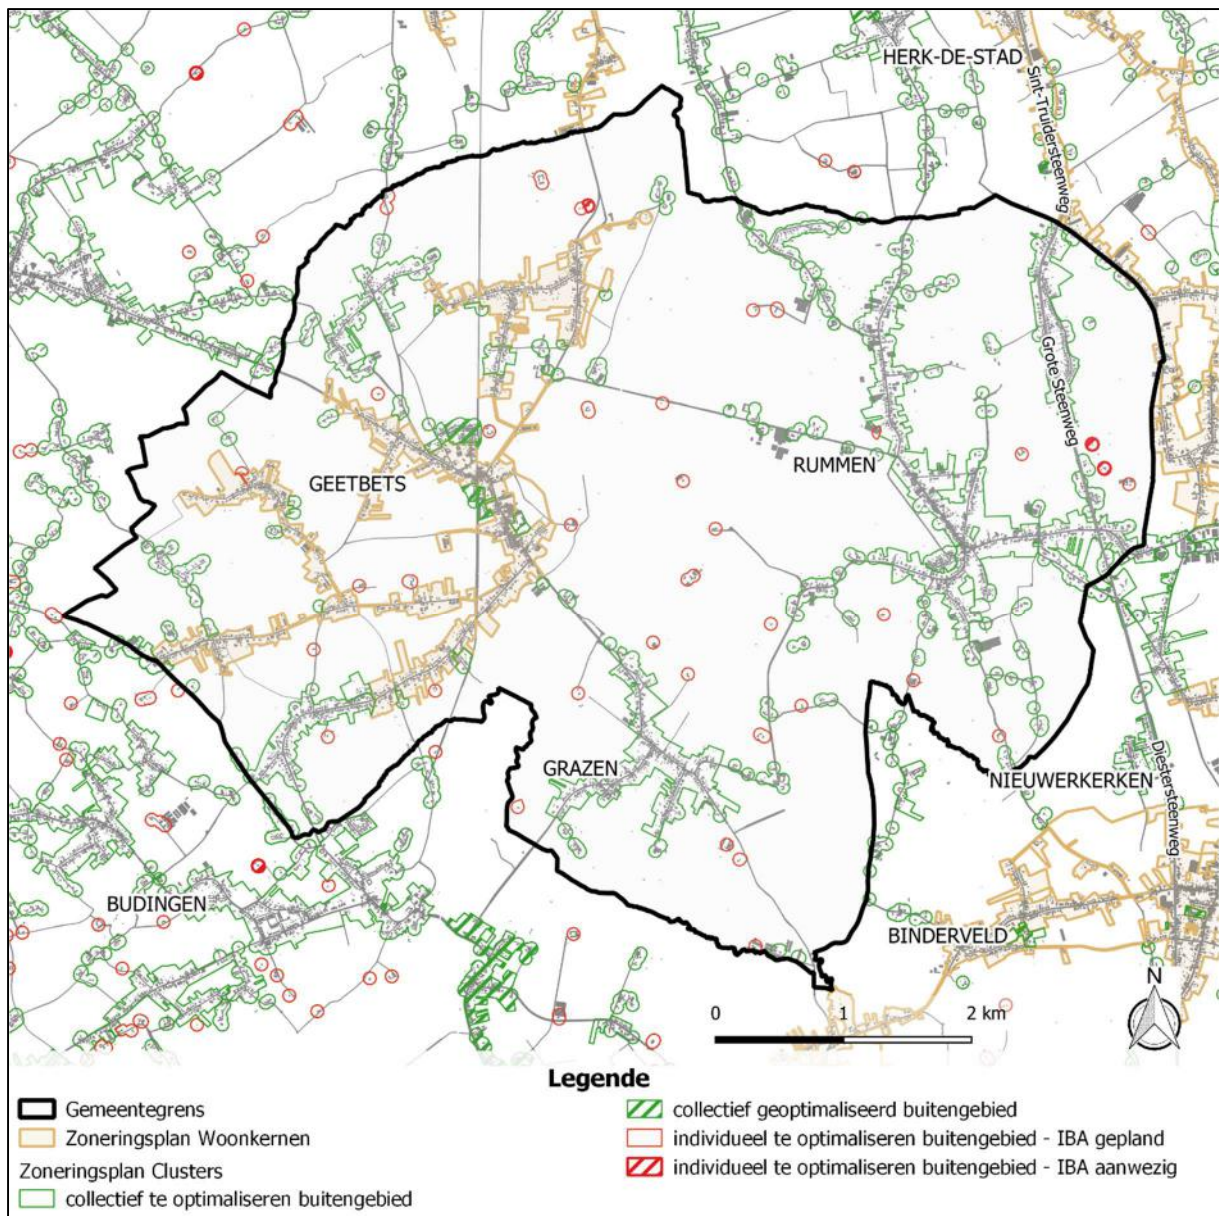 HERK-DE-STAD
Sint-Truidersteenweg
Grote Steenweg
GEETBETS
RUMMEN
GRAZEN
NIEUWERKERKEN
Diestersteenweg
BUDINGEN
BINDERVELD
N
0 1 2 km
Legende
Gemeentegrens
Zoneringsplan Woonkernen
Zoneringsplan Clusters
collectief te optimaliseren buitengebied
collectief geoptimaliseerd buitengebied
individueel te optimaliseren buitengebied - IBA gepland
individueel te optimaliseren buitengebied - IBA aanwezig